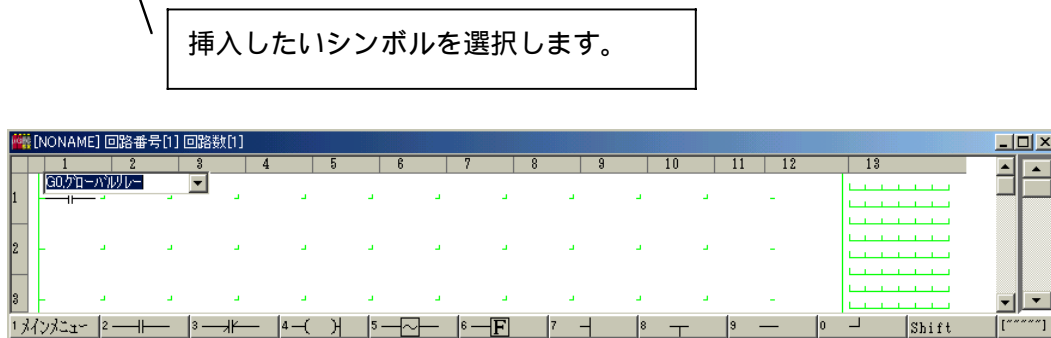 挿入したいシンボルを選択します。
[NONAME] 回路番号[1] 回路数[1]
1 2 3 4 5 6 7 8 9 10 11 12 13
G0.グローバルリレー
1
2
3
1 メインメニュー 2 3 4 5 6 F 7 8 9 0 Shift ["""""]